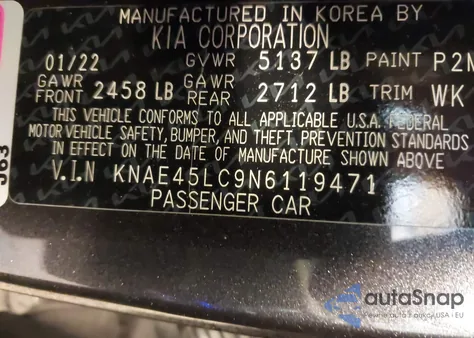 MANUFACTURED IN KOREA BY
KIA CORPORATION
01/22 GVWR 5137 LB PAINT P2M
GAWR FRONT 2458 LB GAWR REAR 2712 LB TRIM WK
THIS VEHICLE CONFORMS TO ALL APPLICABLE U.S.A. FEDERAL
MOTOR VEHICLE SAFETY, BUMPER, AND THEFT PREVENTION STANDARDS
IN EFFECT ON THE DATE OF MANUFACTURE SHOWN ABOVE
V.I.N KNAE45LC9N6119471
PASSENGER CAR
autoSnap